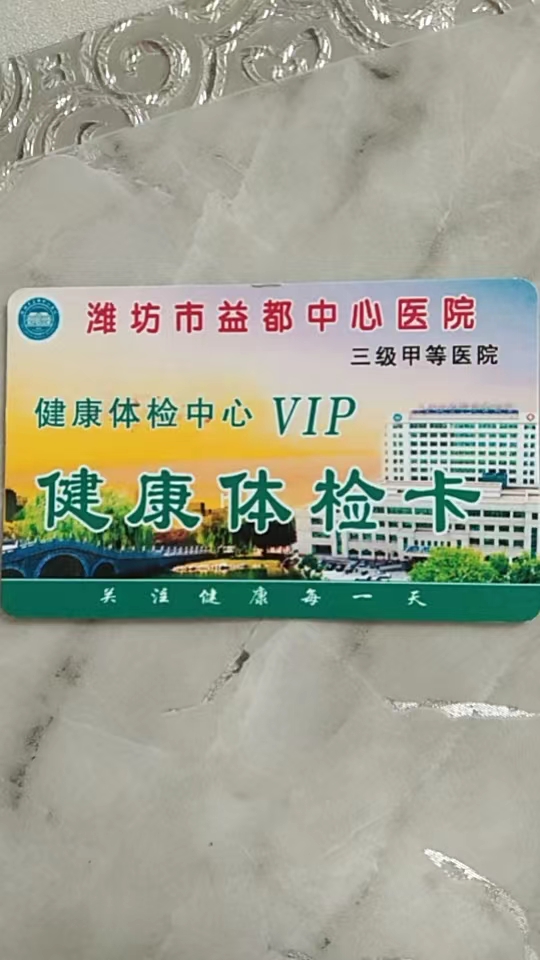 潍坊市益都中心医院
三级甲等医院
健康体检中心 VIP
健康体检卡
关注健康每一天